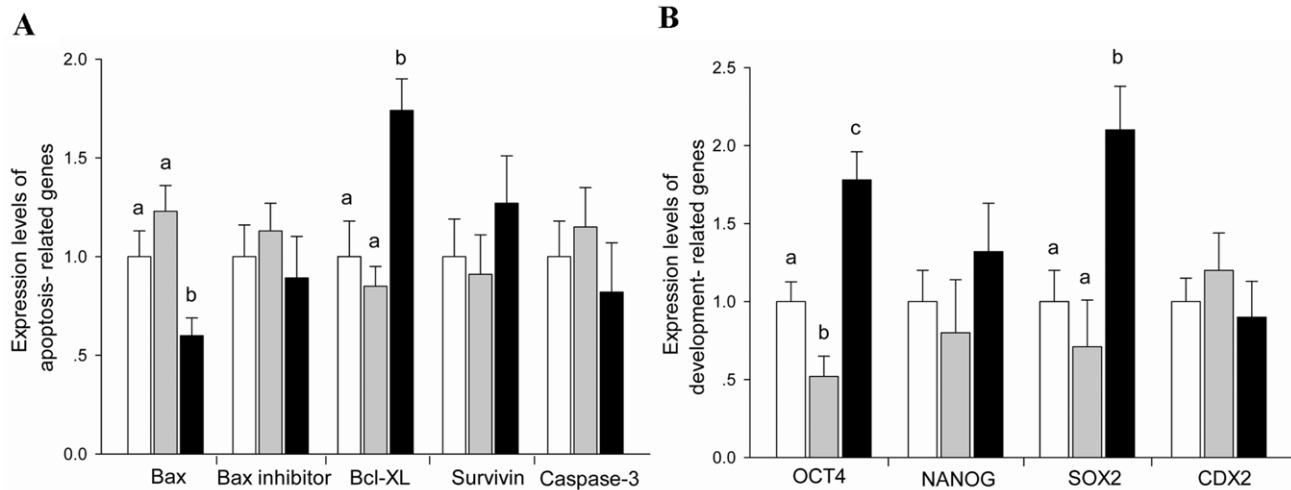 A
Expression levels of
apoptosis- related genes
2.0
1.5
1.0
.5
0.0
a
a
b
a
a
b
Bax
Bax inhibitor
Bcl-XL
Survivin
Caspase-3
B
Expression levels of
development- related genes
2.5
2.0
1.5
1.0
.5
0.0
a
b
c
a
a
b
OCT4
NANOG
SOX2
CDX2